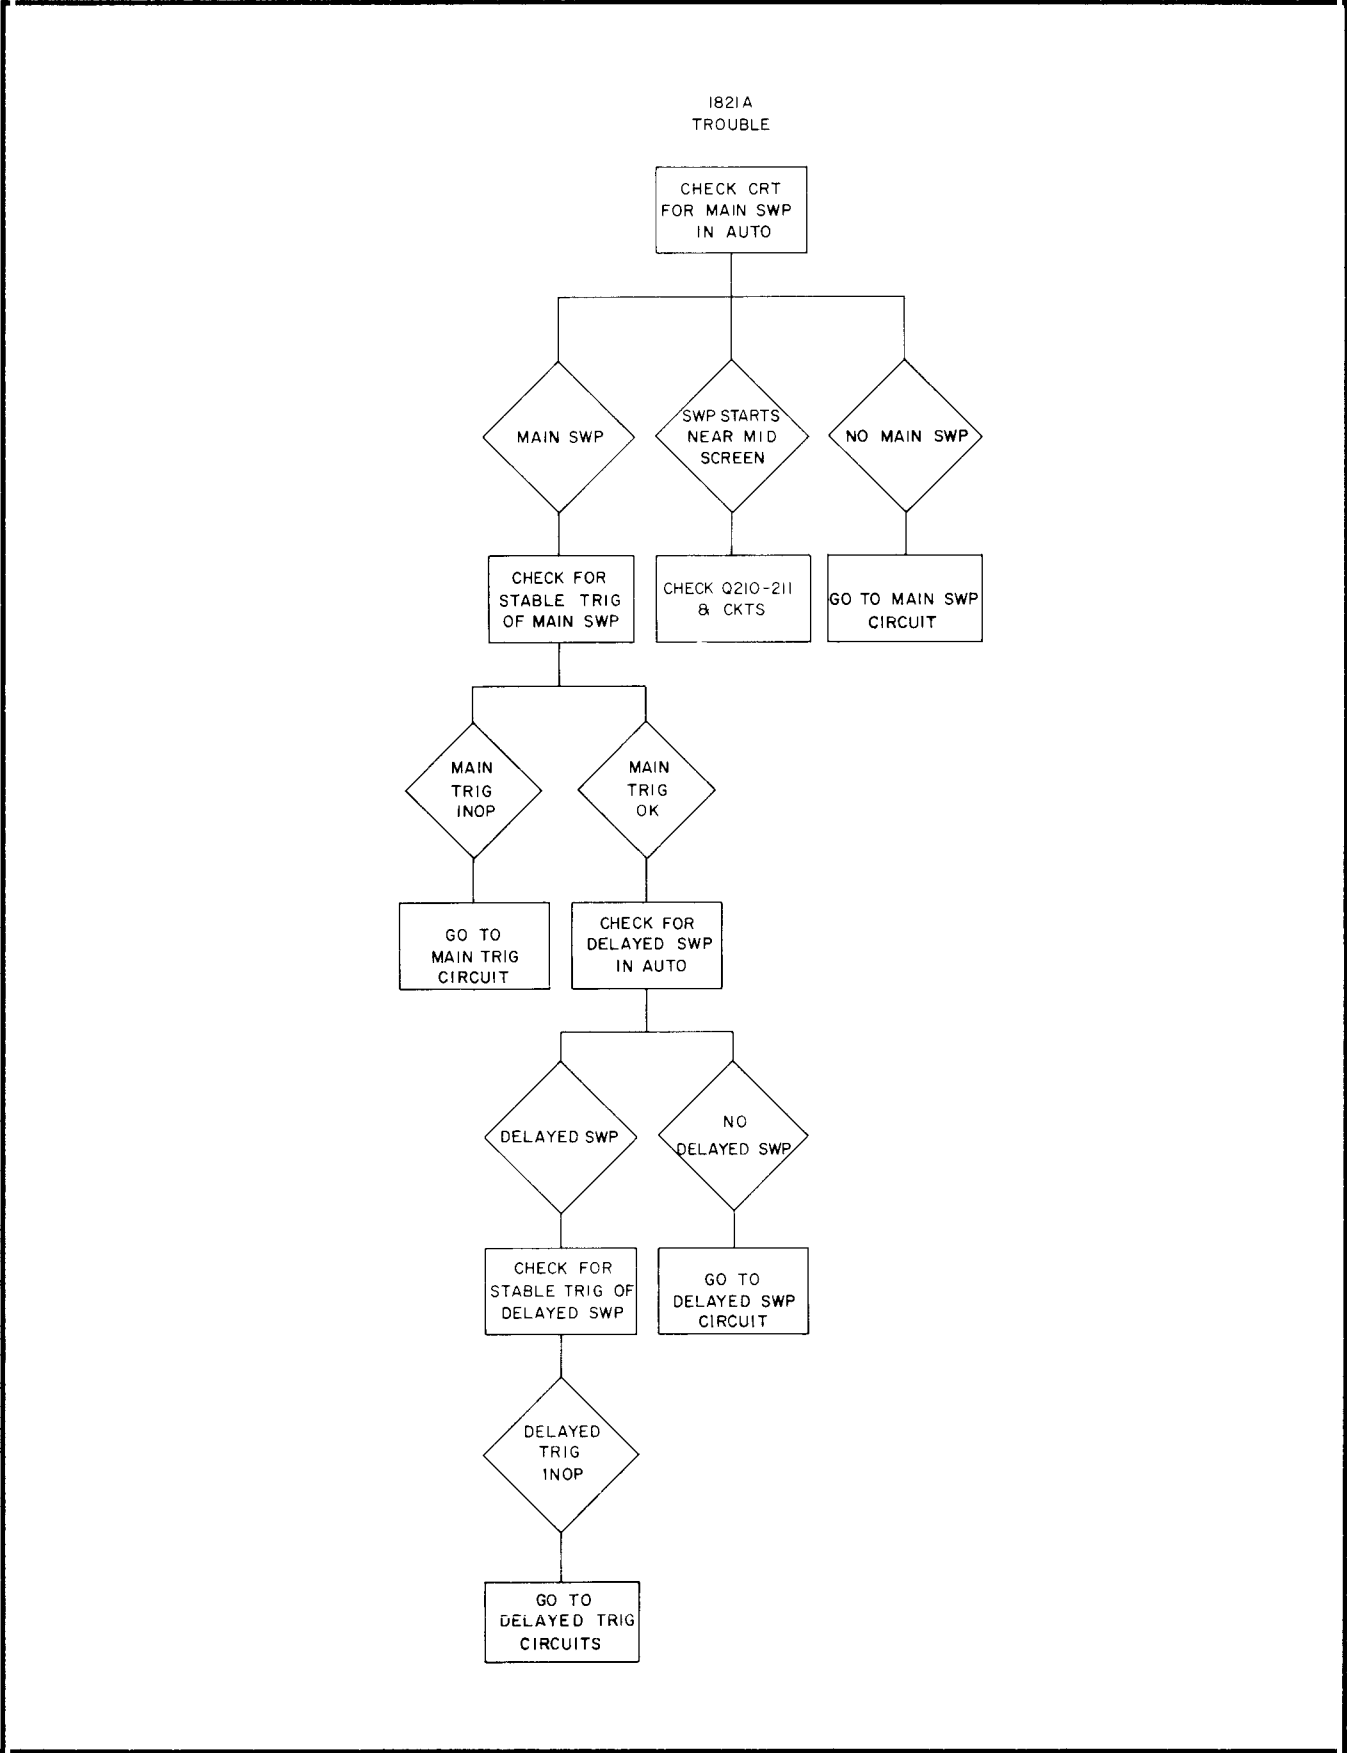 1821A
TROUBLE
CHECK CRT
FOR MAIN SWP
IN AUTO
MAIN SWP
SWP STARTS
NEAR MID
SCREEN
NO MAIN SWP
CHECK FOR
STABLE TRIG
OF MAIN SWP
CHECK Q210-211
& CKTS
GO TO MAIN SWP
CIRCUIT
MAIN
TRIG
INOP
MAIN
TRIG
OK
GO TO
MAIN TRIG
CIRCUIT
CHECK FOR
DELAYED SWP
IN AUTO
DELAYED SWP
NO
DELAYED SWP
CHECK FOR
STABLE TRIG OF
DELAYED SWP
GO TO
DELAYED SWP
CIRCUIT
DELAYED
TRIG
INOP
GO TO
DELAYED TRIG
CIRCUITS